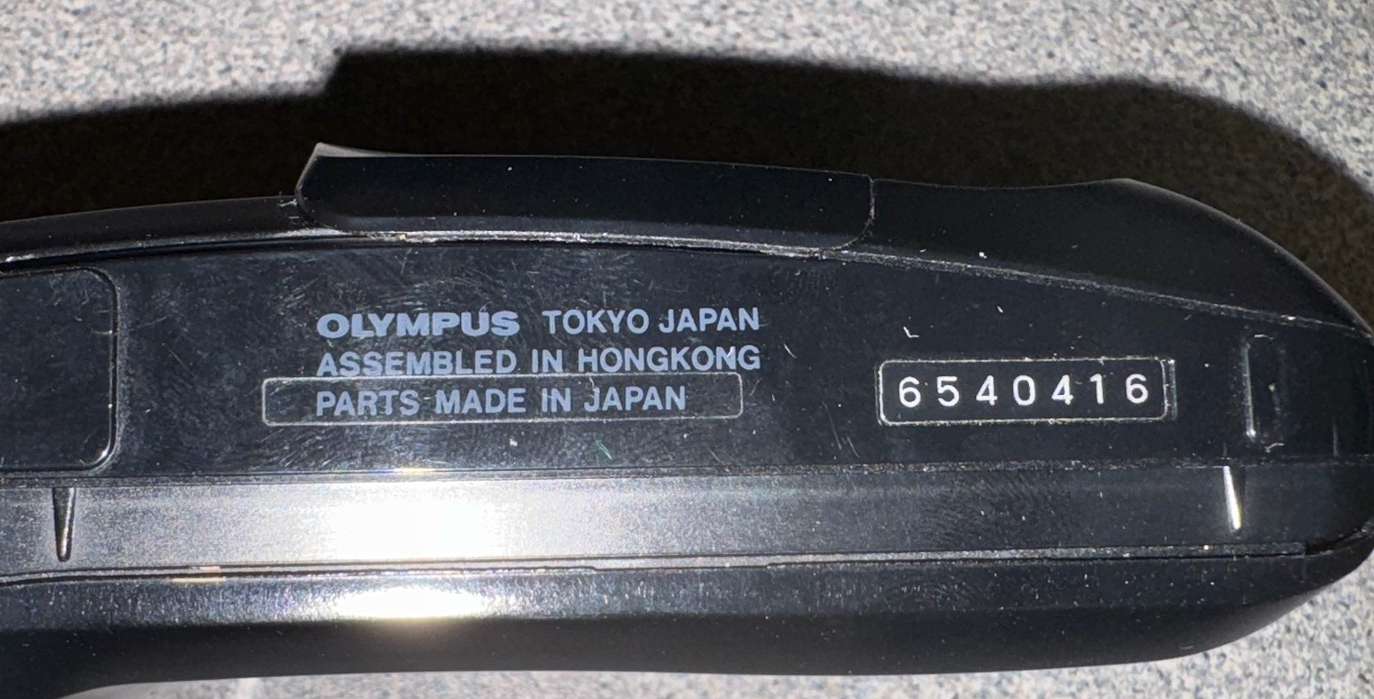 OLYMPUS TOKYO JAPAN
ASSEMBLED IN HONGKONG
PARTS MADE IN JAPAN
6540416